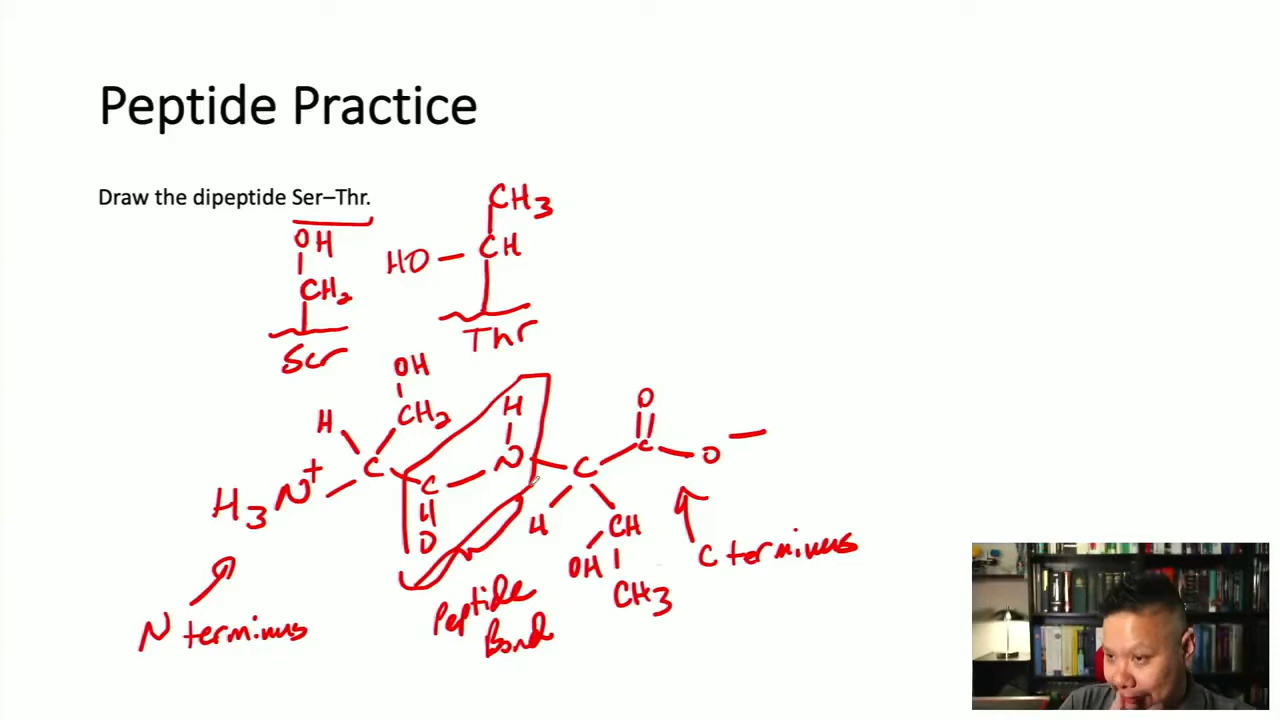 Peptide Practice
Draw the dipeptide Ser–Thr.
CH3
OH
HO CH
CH2
Ser
Thr
OH
H
CH2
H
O
H3N+ C C N C C O –
O
H
CH
OH
CH3
N terminus
Peptide
Bond
C terminus